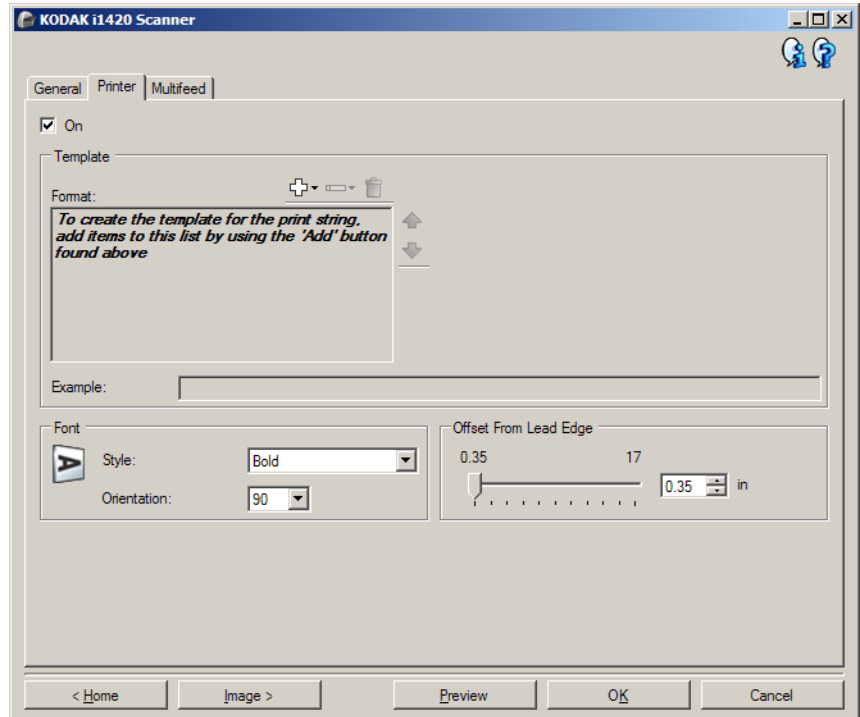 KODAK i1420 Scanner
General Printer Multifeed
On
Template
Format:
To create the template for the print string,
add items to this list by using the 'Add' button
found above
Example:
Font
Style: Bold
Orientation: 90
Offset From Lead Edge
0.35 17
0.35 in
< Home Image > Preview OK Cancel